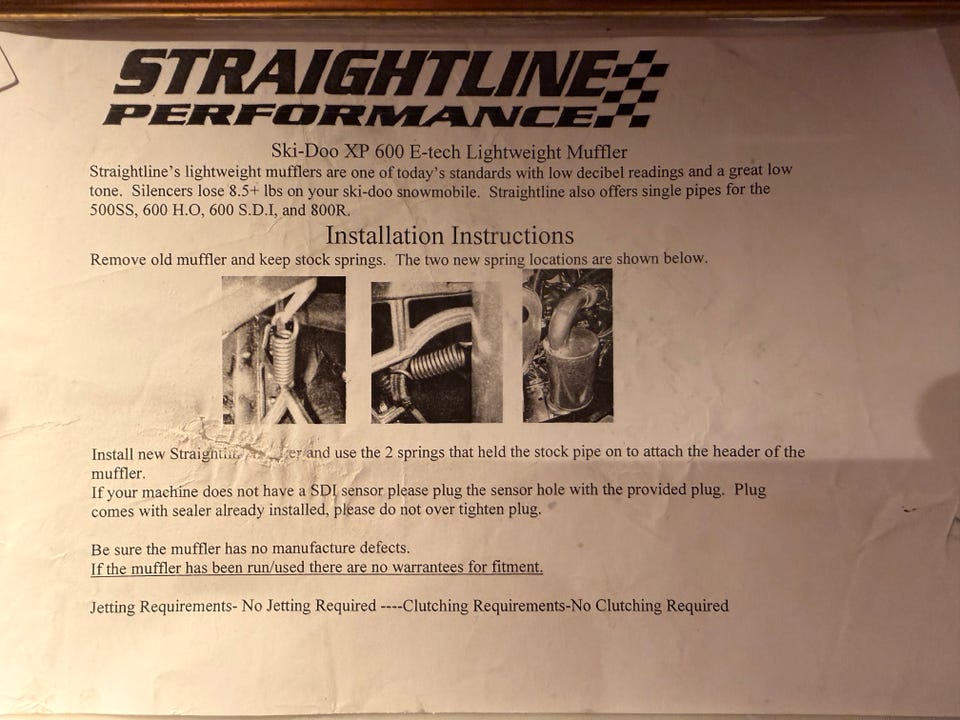 STRAIGHTLINE
PERFORMANCE
Ski-Doo XP 600 E-tech Lightweight Muffler
Straightline's lightweight mufflers are one of today's standards with low decibel readings and a great low
tone. Silencers lose 8.5+ lbs on your ski-doo snowmobile. Straightline also offers single pipes for the
500SS, 600 H.O, 600 S.D.I, and 800R.
Installation Instructions
Remove old muffler and keep stock springs. The two new spring locations are shown below.
Install new and use the 2 springs that held the stock pipe on to attach the header of the
muffler.
If your machine does not have a SDI sensor please plug the sensor hole with the provided plug. Plug
comes with sealer already installed, please do not over tighten plug.
Be sure the muffler has no manufacture defects.
If the muffler has been run/used there are no warrantees for fitment.
Jetting Requirements- No Jetting Required ----Clutching Requirements-No Clutching Required